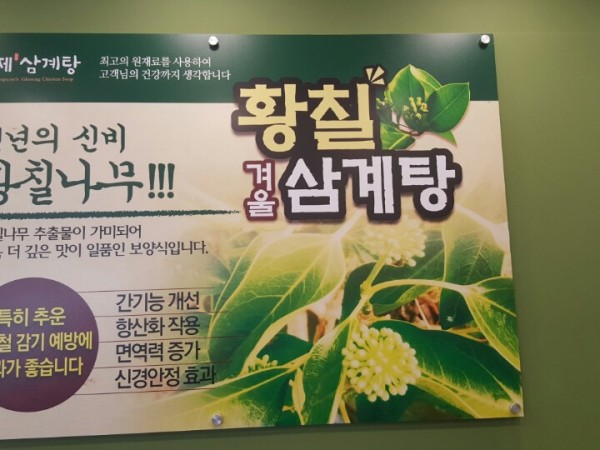 삼계탕
최고의 원재료를 사용하여
고객님의 건강까지 생각합니다
황칠
겨울 삼계탕
년의 신비
황칠나무!!!
나무 추출물이 가미되어
더 깊은 맛이 일품인 보양식입니다.
특히 추운
철 감기 예방에
좋습니다
간기능 개선
항산화 작용
면역력 증가
신경안정 효과